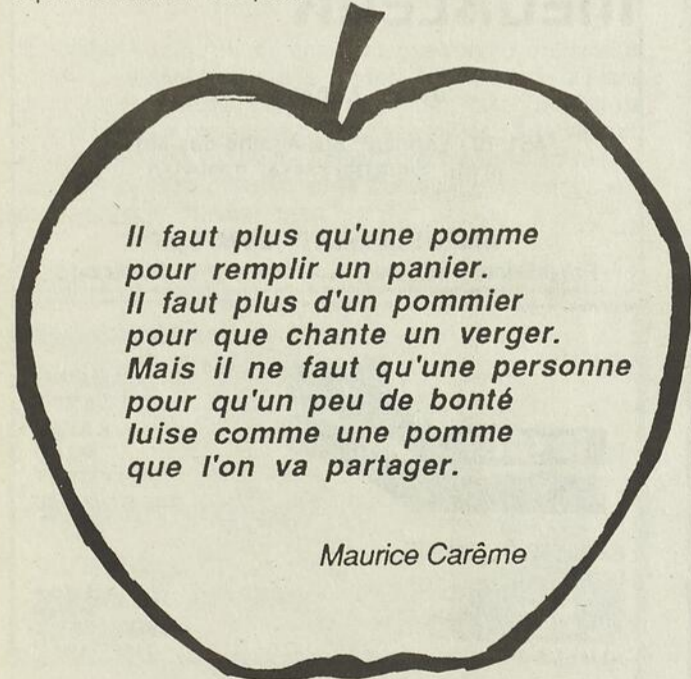 Il faut plus qu'une pomme
pour remplir un panier.
Il faut plus d'un pommier
pour que chante un verger.
Mais il ne faut qu'une personne
pour qu'un peu de bonté
luise comme une pomme
que l'on va partager.
Maurice Carême